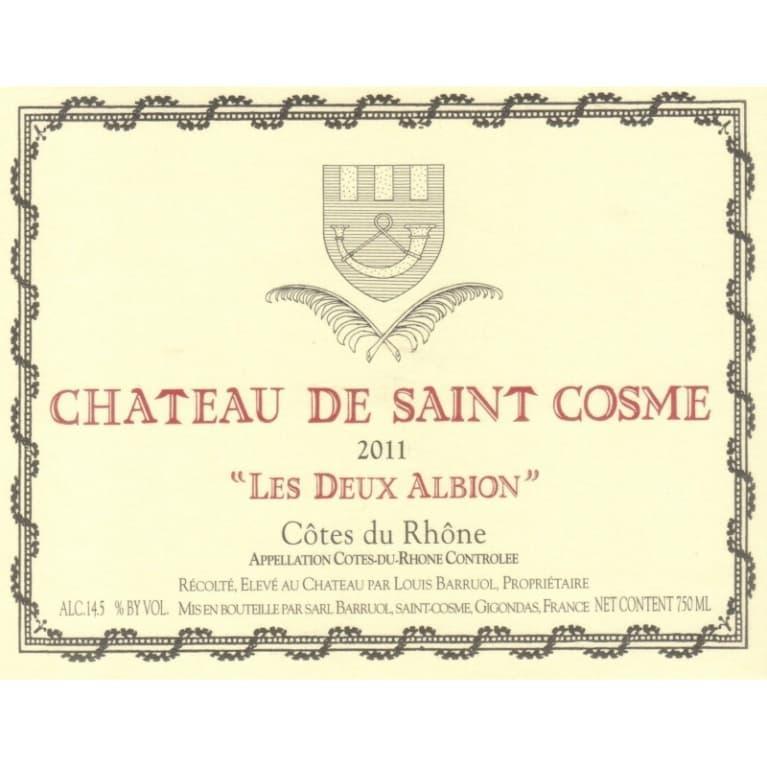 CHATEAU DE SAINT COSME
2011
“LES DEUX ALBION”
Côtes du Rhône
APPELLATION COTES-DU-RHONE CONTROLEE
RÉCOLTÉ, ELEVÉ AU CHATEAU PAR LOUIS BARRUOL, PROPRIÉTAIRE
ALC.14,5 % BY VOL. MIS EN BOUTEILLE PAR SARL BARRUOL, SAINT-COSME, GIGONDAS, FRANCE NET CONTENT 750 ML